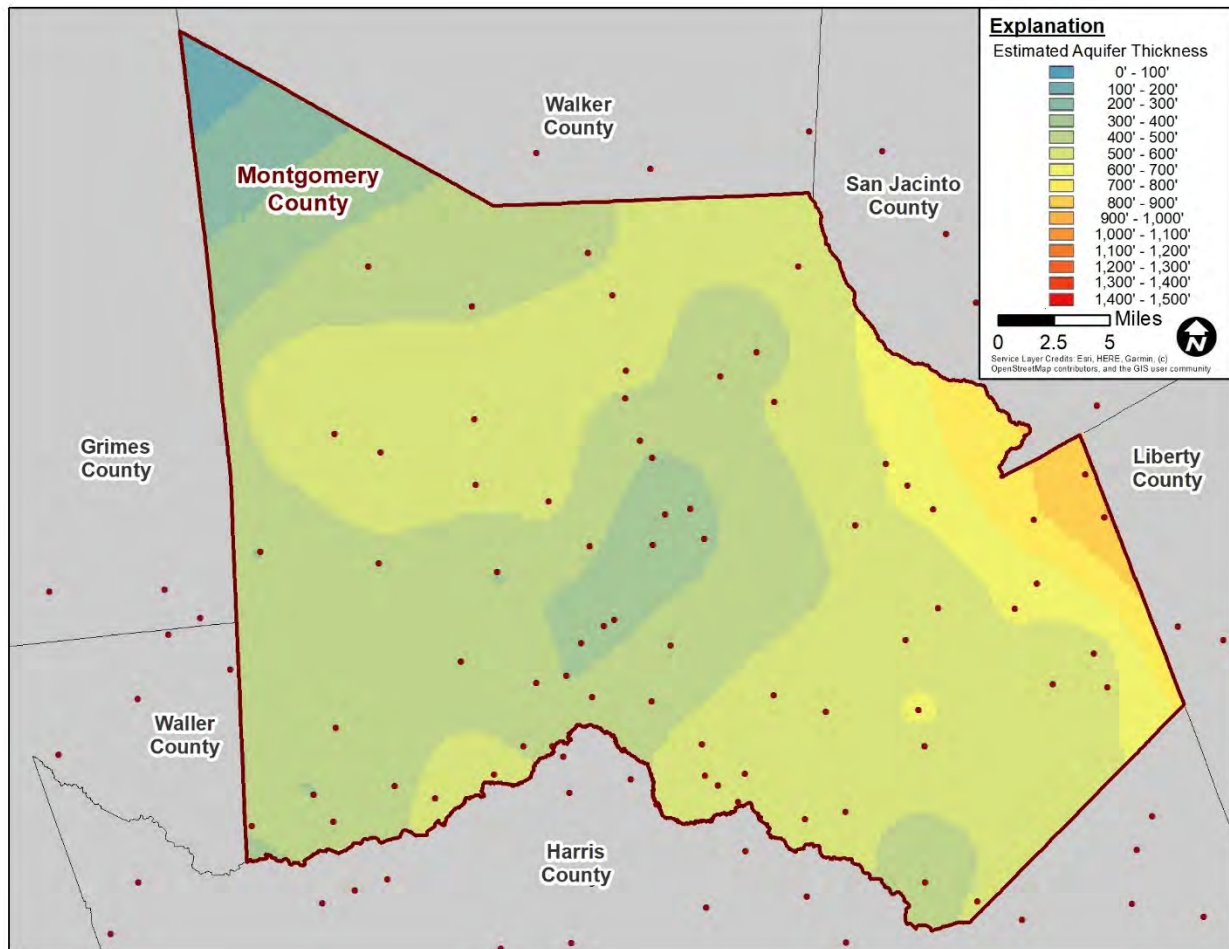 Explanation
Estimated Aquifer Thickness
0' - 100'
100' - 200'
200' - 300'
300' - 400'
400' - 500'
500' - 600'
600' - 700'
700' - 800'
800' - 900'
900' - 1,000'
1,000' - 1,100'
1,100' - 1,200'
1,200' - 1,300'
1,300' - 1,400'
1,400' - 1,500'
Miles
0 2.5 5
N
Service Layer Credits: Esri, HERE, Garmin, (c)
OpenStreetMap contributors, and the GIS user community
Walker
County
Montgomery
County
San Jacinto
County
Grimes
County
Liberty
County
Waller
County
Harris
County